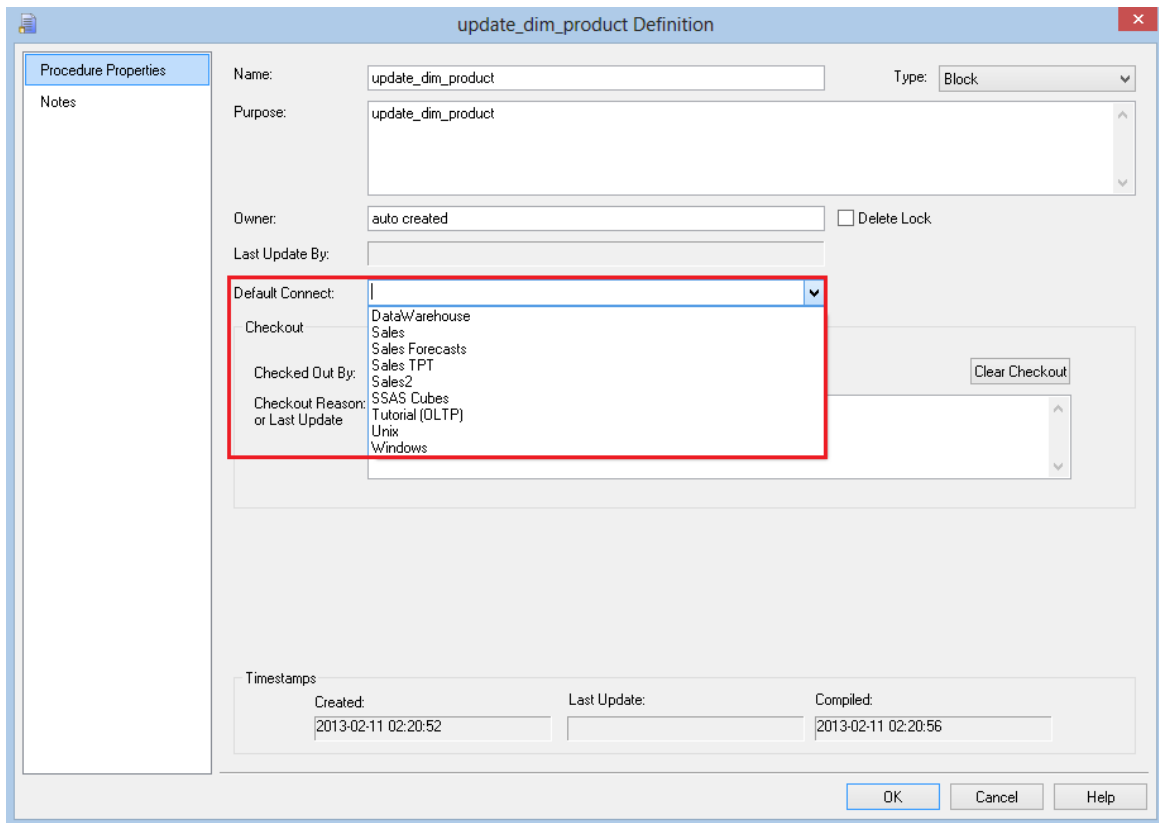 update_dim_product Definition
Procedure Properties
Notes
Name: update_dim_product Type: Block
Purpose: update_dim_product
Owner: auto created Delete Lock
Last Update By:
Default Connect:
DataWarehouse
Sales
Sales Forecasts
Sales TPT
Sales2
SSAS Cubes
Tutorial (OLTP)
Unix
Windows
Checkout
Checked Out By: Clear Checkout
Checkout Reason:
or Last Update
Timestamps
Created: Last Update: Compiled:
2013-02-11 02:20:52 2013-02-11 02:20:56
OK Cancel Help